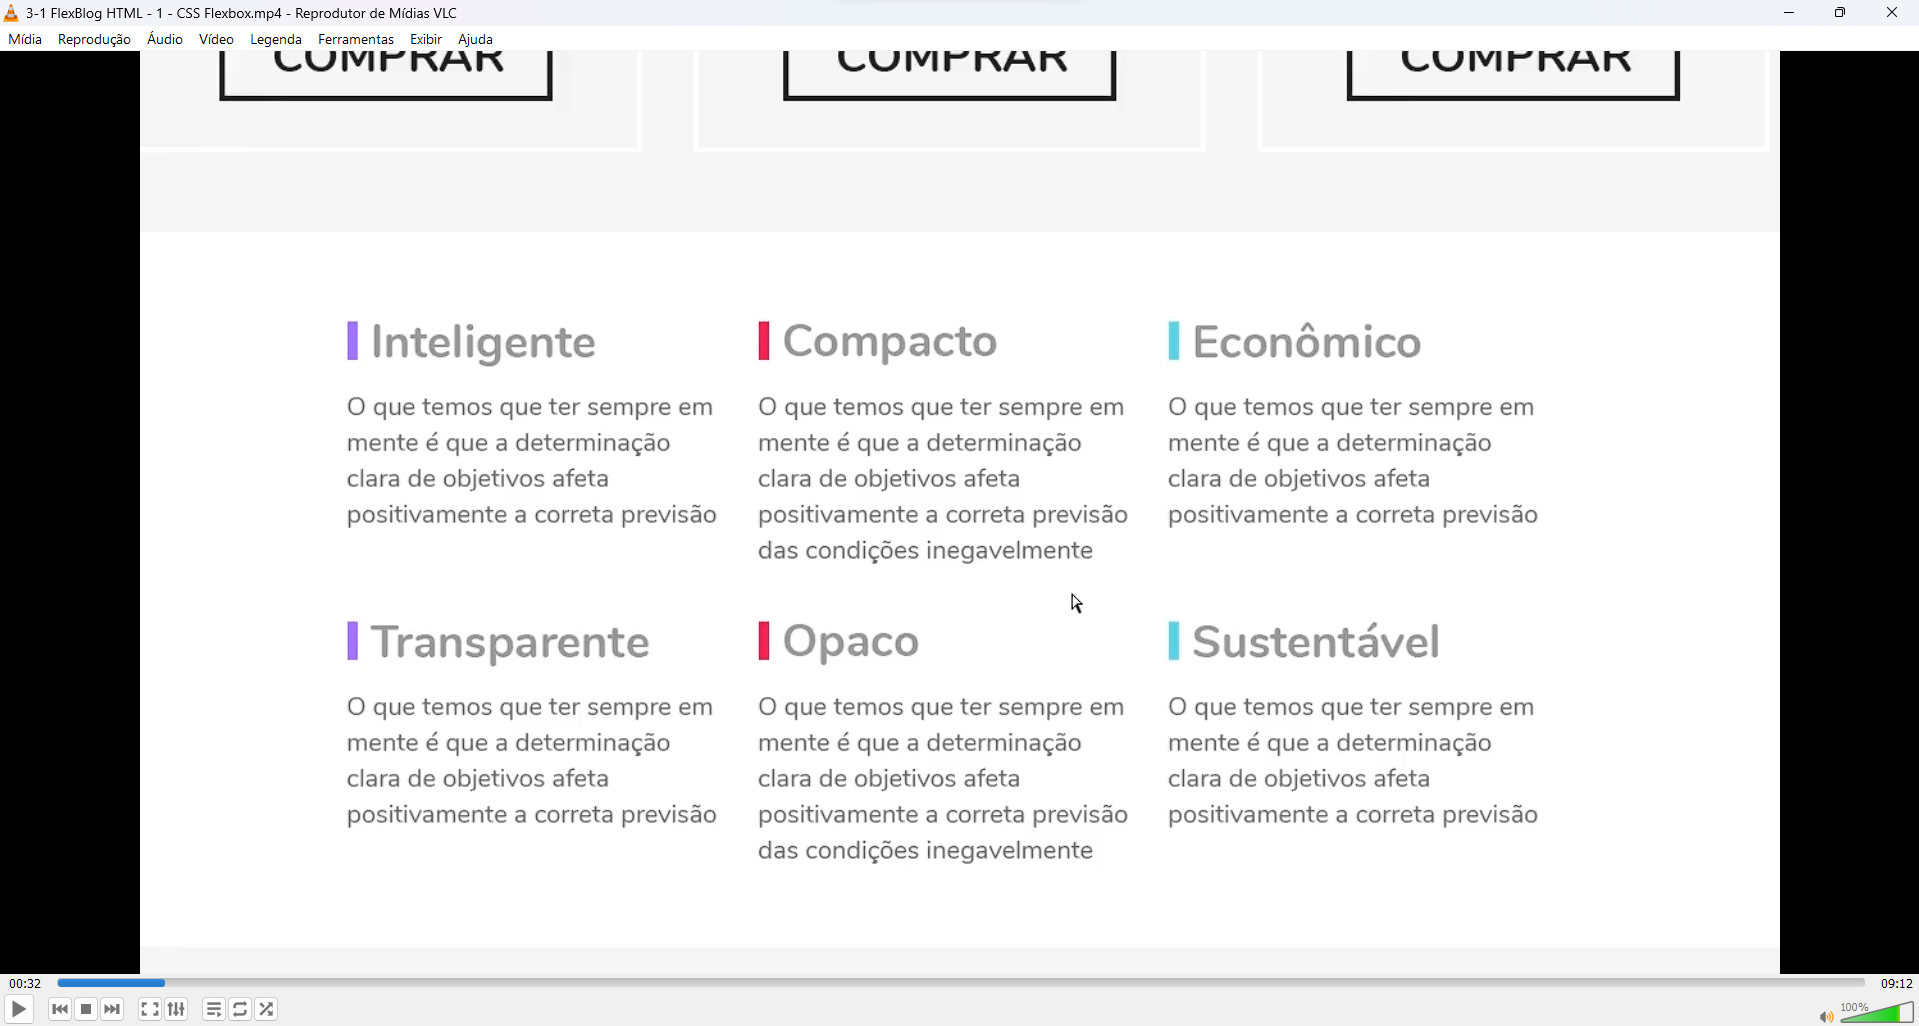 3-1 FlexBlog HTML - 1 - CSS Flexbox.mp4 - Reprodutor de Mídias VLC
Mídia Reprodução Áudio Vídeo Legenda Ferramentas Exibir Ajuda
COMPRAR COMPRAR COMPRAR
Inteligente
O que temos que ter sempre em
mente é que a determinação
clara de objetivos afeta
positivamente a correta previsão
Compacto
O que temos que ter sempre em
mente é que a determinação
clara de objetivos afeta
positivamente a correta previsão
das condições inegavelmente
Econômico
O que temos que ter sempre em
mente é que a determinação
clara de objetivos afeta
positivamente a correta previsão
Transparente
O que temos que ter sempre em
mente é que a determinação
clara de objetivos afeta
positivamente a correta previsão
Opaco
O que temos que ter sempre em
mente é que a determinação
clara de objetivos afeta
positivamente a correta previsão
das condições inegavelmente
Sustentável
O que temos que ter sempre em
mente é que a determinação
clara de objetivos afeta
positivamente a correta previsão
00:32 09:12
100%